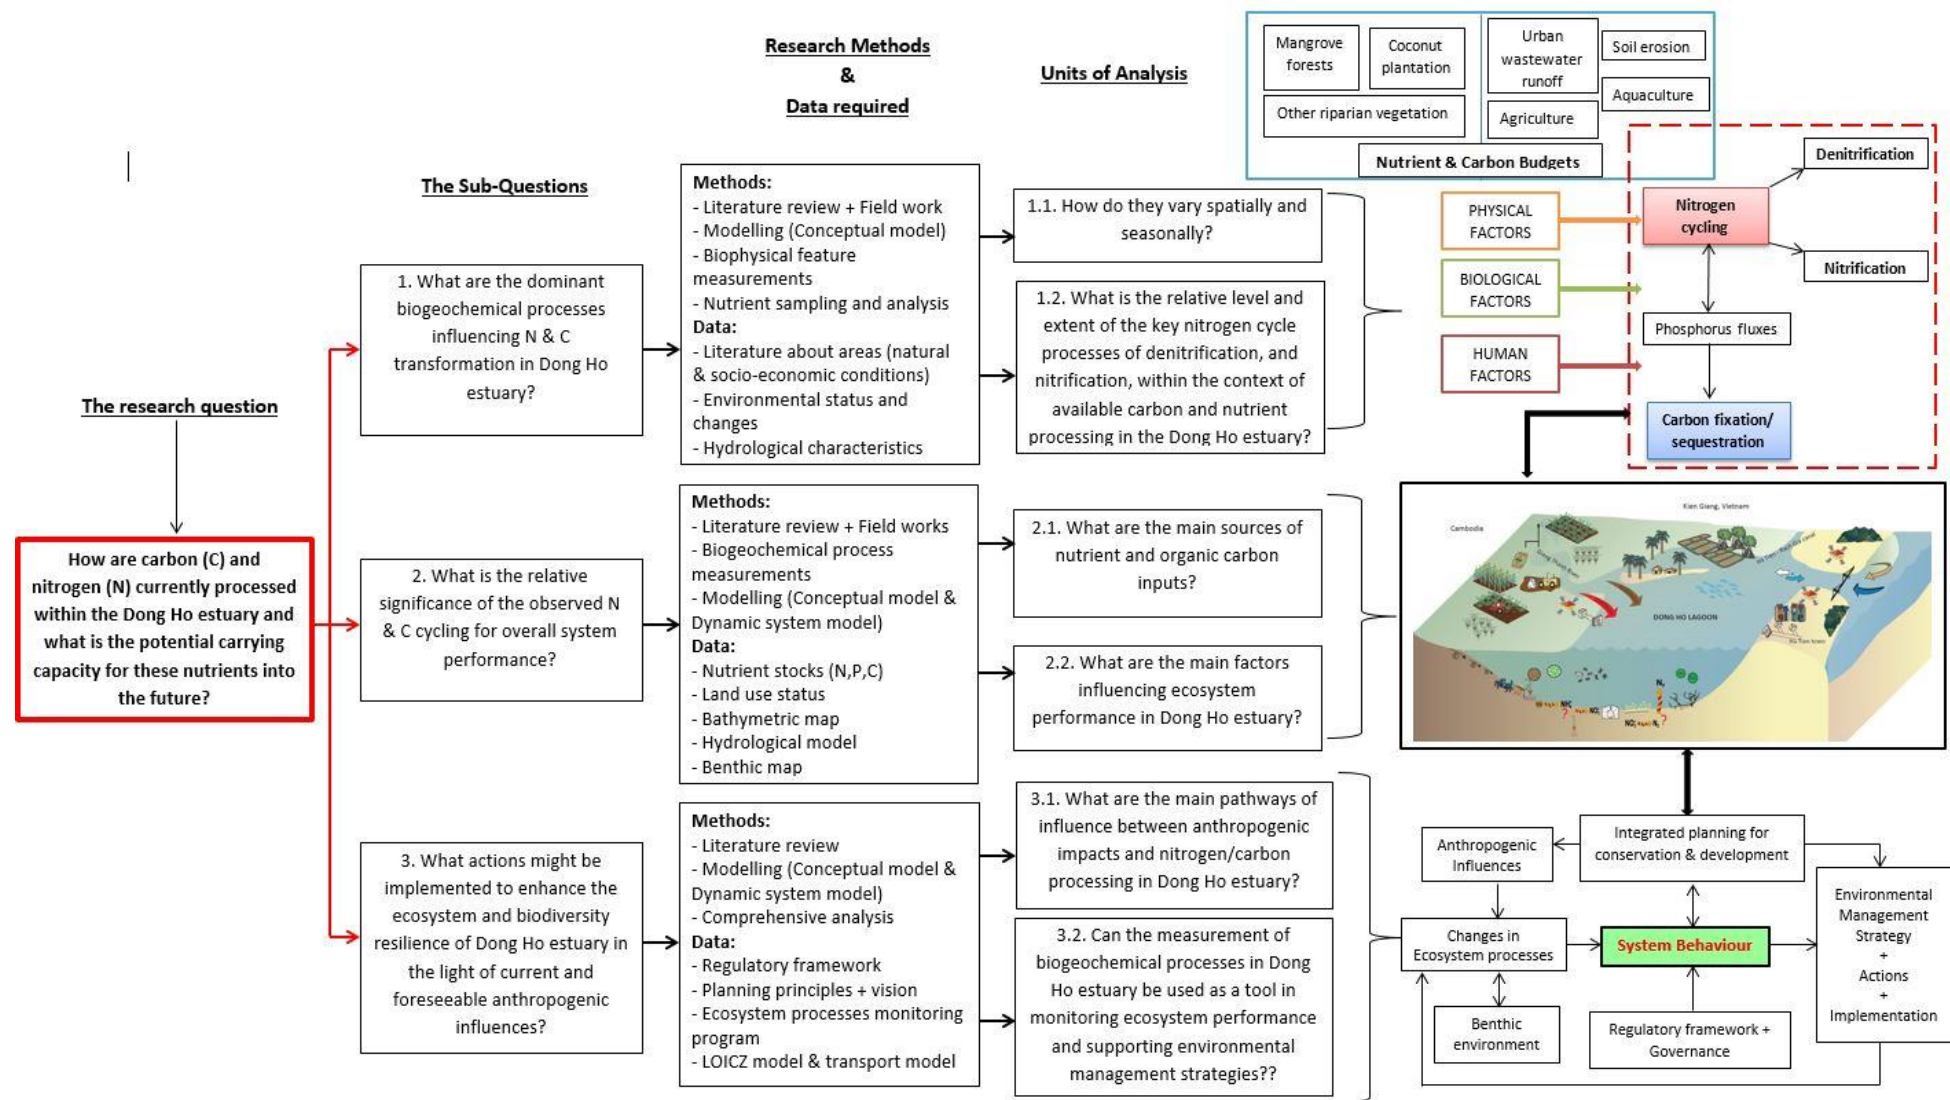 Research Methods
&
Data required
Units of Analysis
The Sub-Questions
The research question
How are carbon (C) and
nitrogen (N) currently processed
within the Dong Ho estuary and
what is the potential carrying
capacity for these nutrients into
the future?
1. What are the dominant
biogeochemical processes
influencing N & C
transformation in Dong Ho
estuary?
Methods:
- Literature review + Field work
- Modelling (Conceptual model)
- Biophysical feature
measurements
- Nutrient sampling and analysis
Data:
- Literature about areas (natural
& socio-economic conditions)
- Environmental status and
changes
- Hydrological characteristics
1.1. How do they vary spatially and
seasonally?
1.2. What is the relative level and
extent of the key nitrogen cycle
processes of denitrification, and
nitrification, within the context of
available carbon and nutrient
processing in the Dong Ho estuary?
2. What is the relative
significance of the observed N
& C cycling for overall system
performance?
Methods:
- Literature review + Field works
- Biogeochemical process
measurements
- Modelling (Conceptual model &
Dynamic system model)
Data:
- Nutrient stocks (N,P,C)
- Land use status
- Bathymetric map
- Hydrological model
- Benthic map
2.1. What are the main sources of
nutrient and organic carbon
inputs?
2.2. What are the main factors
influencing ecosystem
performance in Dong Ho estuary?
3. What actions might be
implemented to enhance the
ecosystem and biodiversity
resilience of Dong Ho estuary in
the light of current and
foreseeable anthropogenic
influences?
Methods:
- Literature review
- Modelling (Conceptual model &
Dynamic system model)
- Comprehensive analysis
Data:
- Regulatory framework
- Planning principles + vision
- Ecosystem processes monitoring
program
- LOICZ model & transport model
3.1. What are the main pathways of
influence between anthropogenic
impacts and nitrogen/carbon
processing in Dong Ho estuary?
3.2. Can the measurement of
biogeochemical processes in Dong
Ho estuary be used as a tool in
monitoring ecosystem performance
and supporting environmental
management strategies??
Mangrove
forests
Coconut
plantation
Other riparian vegetation
Urban
wastewater
runoff
Soil erosion
Aquaculture
Agriculture
Nutrient & Carbon Budgets
PHYSICAL
FACTORS
BIOLOGICAL
FACTORS
HUMAN
FACTORS
Nitrogen
cycling
Denitrification
Nitrification
Phosphorus fluxes
Carbon fixation/
sequestration
Kien Giang, Vietnam
Cambodia
DONG HO LAGOON
Integrated planning for
conservation & development
Anthropogenic
Influences
Changes in
Ecosystem processes
System Behaviour
Benthic
environment
Regulatory framework +
Governance
Environmental
Management
Strategy
+
Actions
+
Implementation